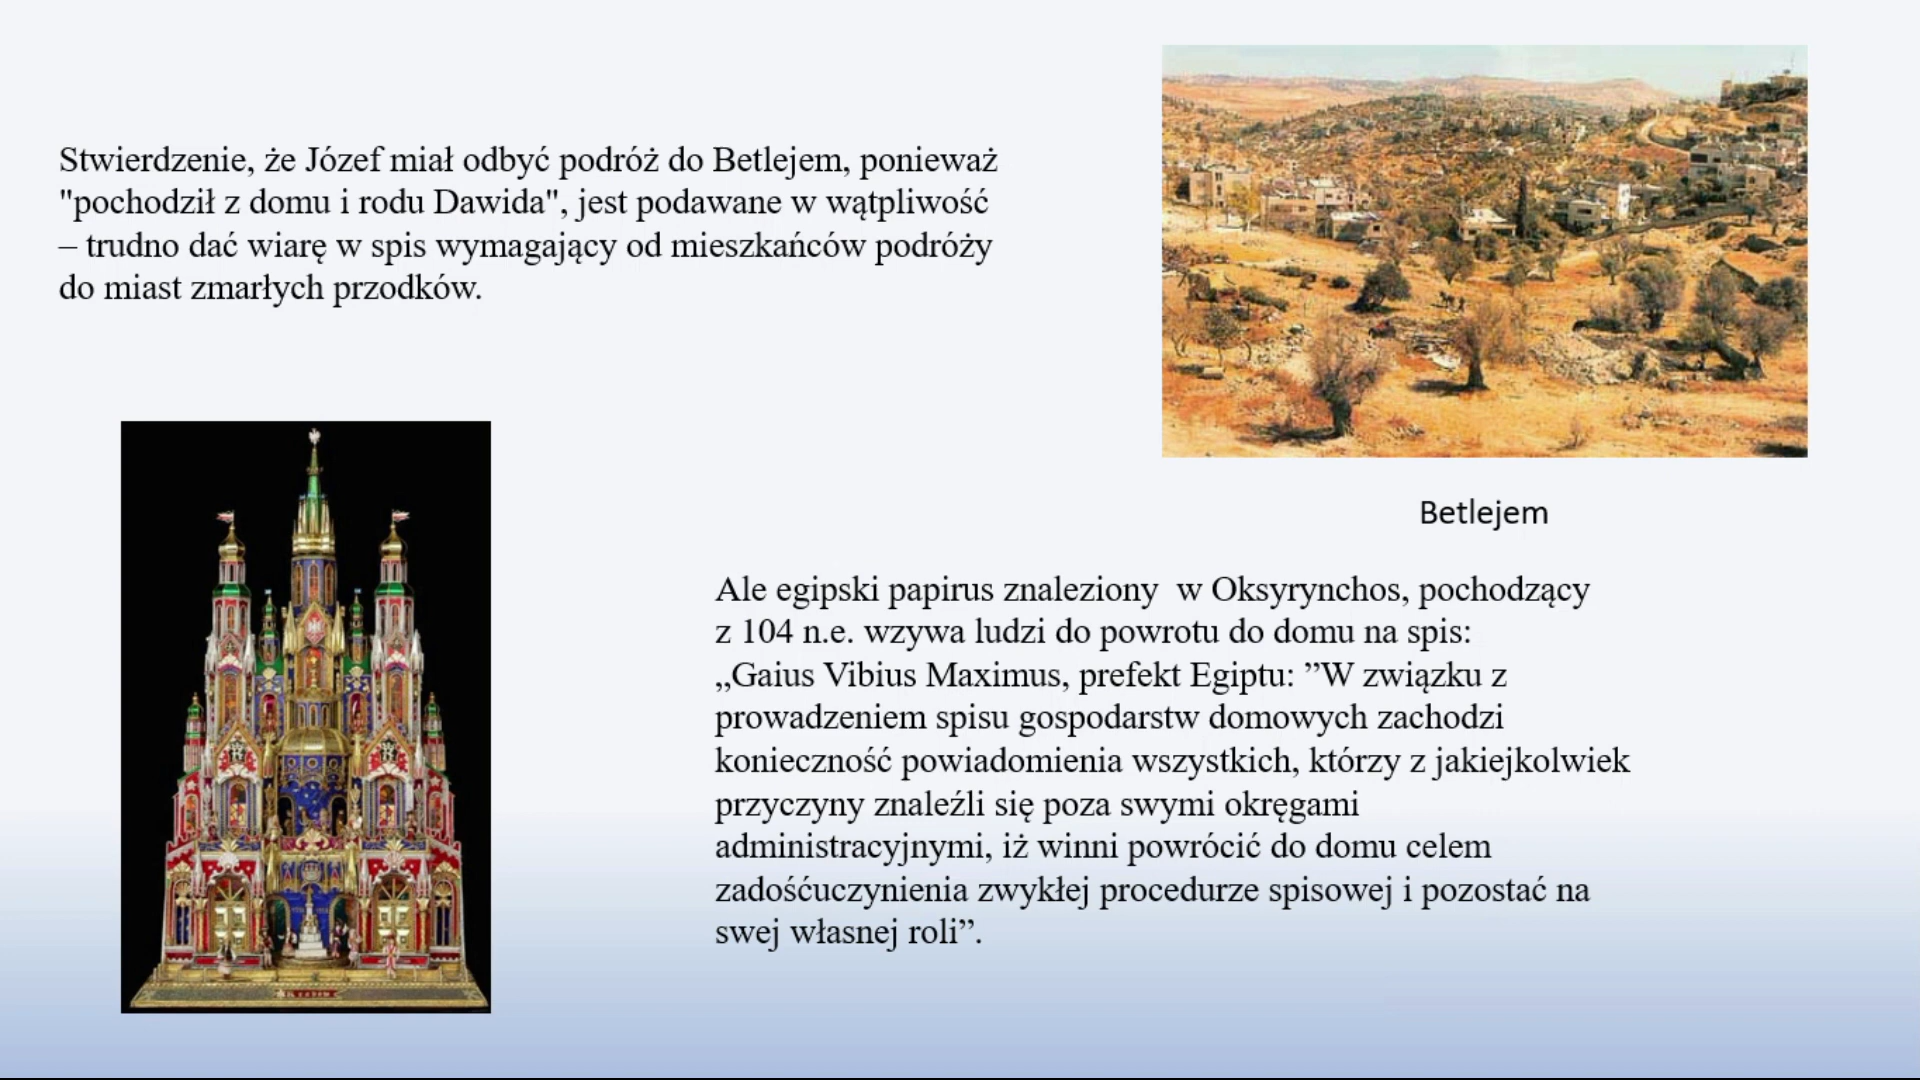 Stwierdzenie, że Józef miał odbyć podróż do Betlejem, ponieważ
"pochodził z domu i rodu Dawida", jest podawane w wątpliwość
– trudno dać wiarę w spis wymagający od mieszkańców podróży
do miast zmarłych przodków.
Betlejem
Ale egipski papirus znaleziony  w Oksyrynchos, pochodzący
z 104 n.e. wzywa ludzi do powrotu do domu na spis:
„Gaius Vibius Maximus, prefekt Egiptu: ”W związku z
prowadzeniem spisu gospodarstw domowych zachodzi
konieczność powiadomienia wszystkich, którzy z jakiejkolwiek
przyczyny znaleźli się poza swymi okręgami
administracyjnymi, iż winni powrócić do domu celem
zadośćuczynienia zwykłej procedurze spisowej i pozostać na
swej własnej roli”.